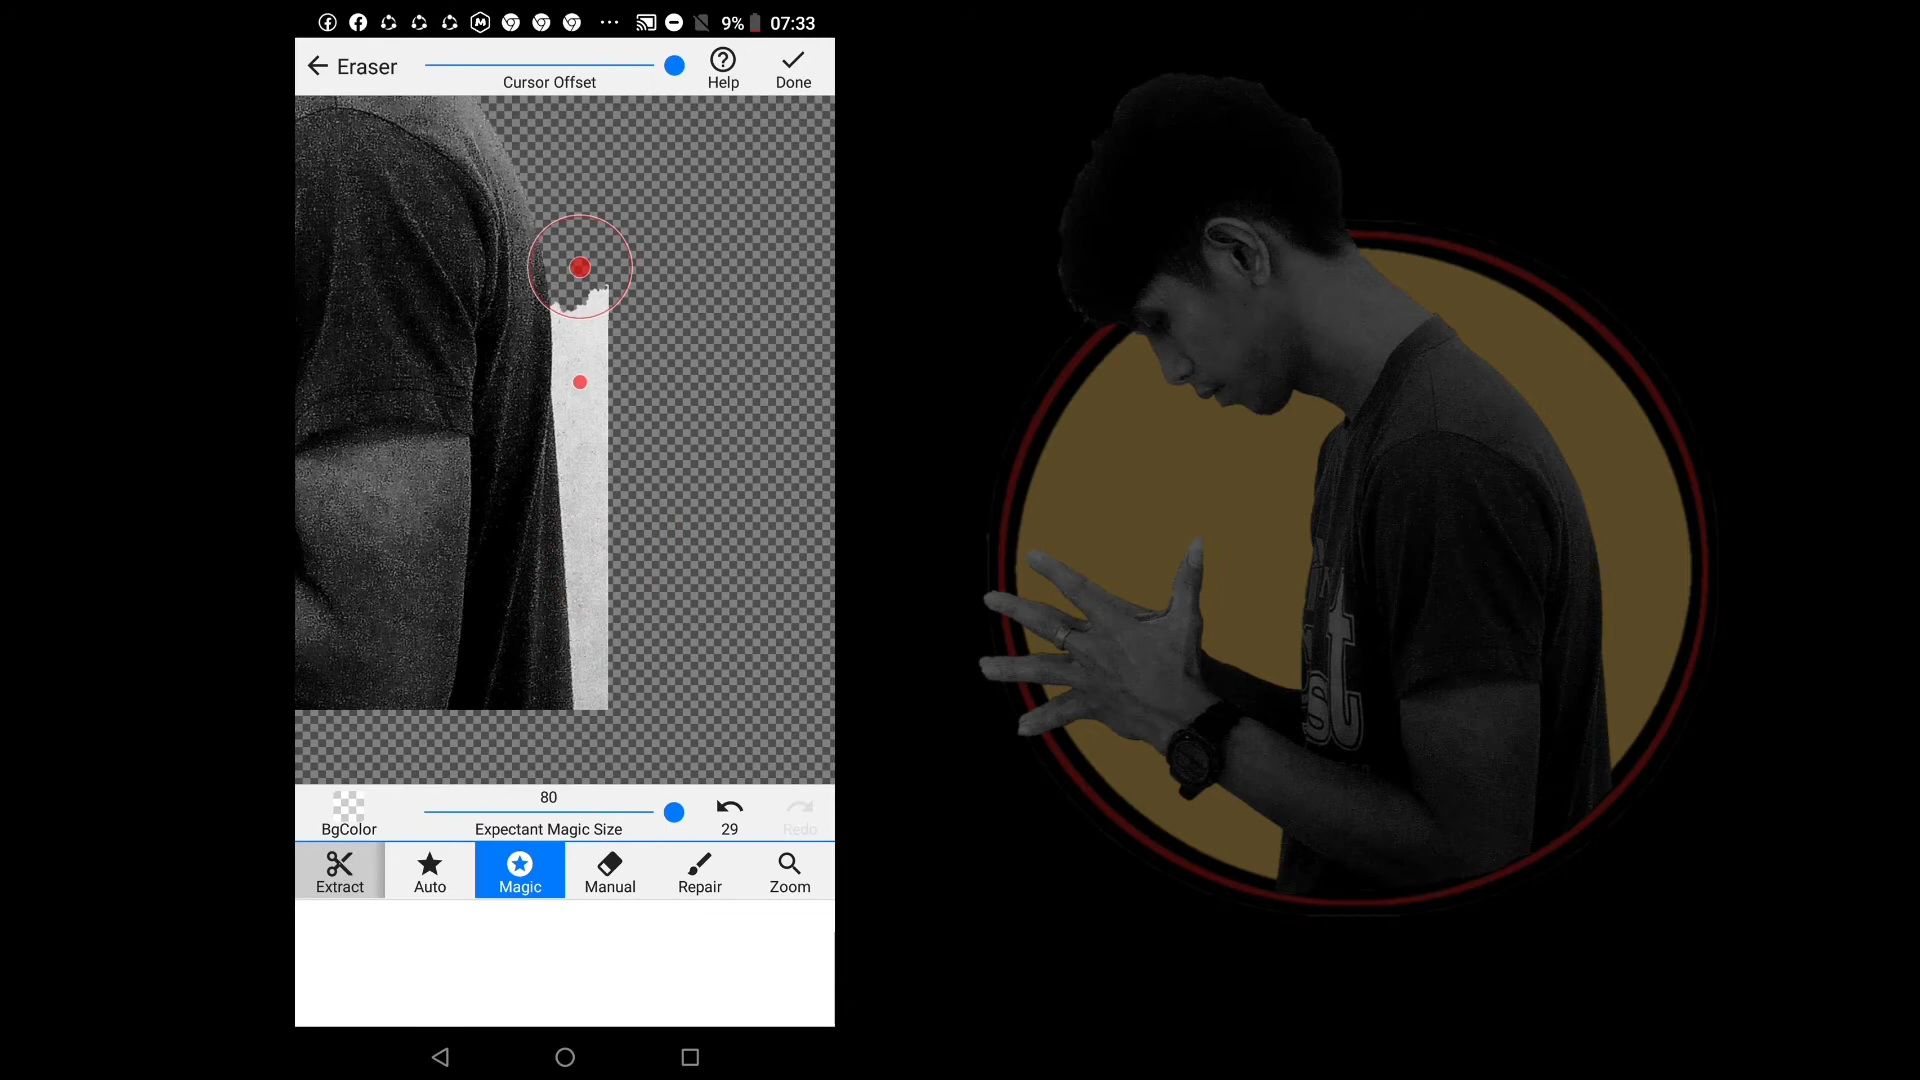 9% 07:33
Eraser
Cursor Offset
Help
Done
80
BgColor
Expectant Magic Size
29
Redo
Extract
Auto
Magic
Manual
Repair
Zoom
st